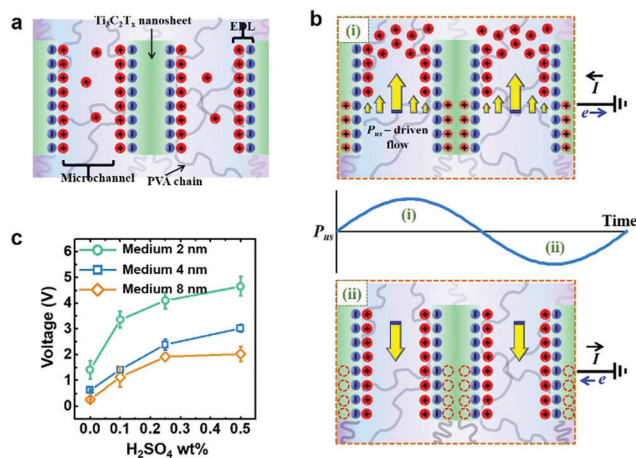 a
Ti₃C₂Tₓ nanosheet
EDL
Microchannel
PVA chain
b
(i)
P_us – driven
flow
I
e
P_us
(i)
(ii)
Time
(ii)
I
e
c
Medium 2 nm
Medium 4 nm
Medium 8 nm
Voltage (V)
6
5
4
3
2
1
0
0.0 0.1 0.2 0.3 0.4 0.5
H₂SO₄ wt%